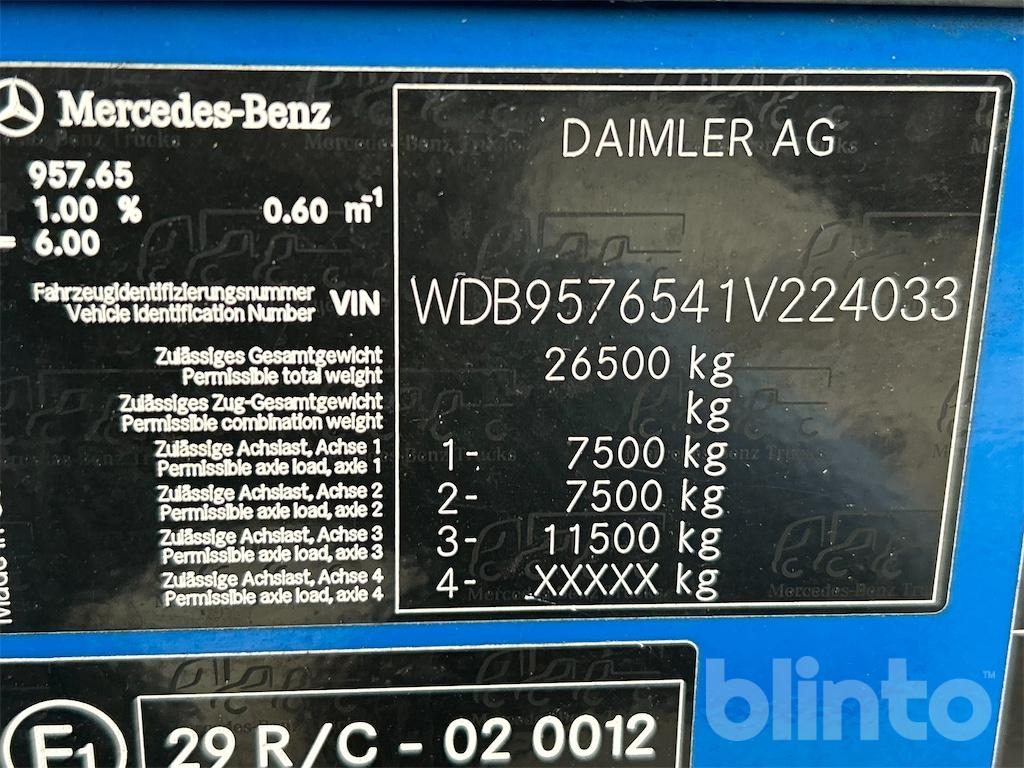 Mercedes-Benz
DAIMLER AG
957.65
1.00 % 0.60 m-1
= 6.00
Fahrzeugidentifizierungsnummer
Vehicle Identification Number VIN WDB9576541V224033
Zulässiges Gesamtgewicht
Permissible total weight 26500 kg
Zulässiges Zug-Gesamtgewicht
Permissible combination weight kg
Zulässige Achslast, Achse 1
Permissible axle load, axle 1 1- 7500 kg
Zulässige Achslast, Achse 2
Permissible axle load, axle 2 2- 7500 kg
Zulässige Achslast, Achse 3
Permissible axle load, axle 3 3- 11500 kg
Zulässige Achslast, Achse 4
Permissible axle load, axle 4 4- XXXXX kg
Made in
E1 29 R/C - 02 0012
blinto™